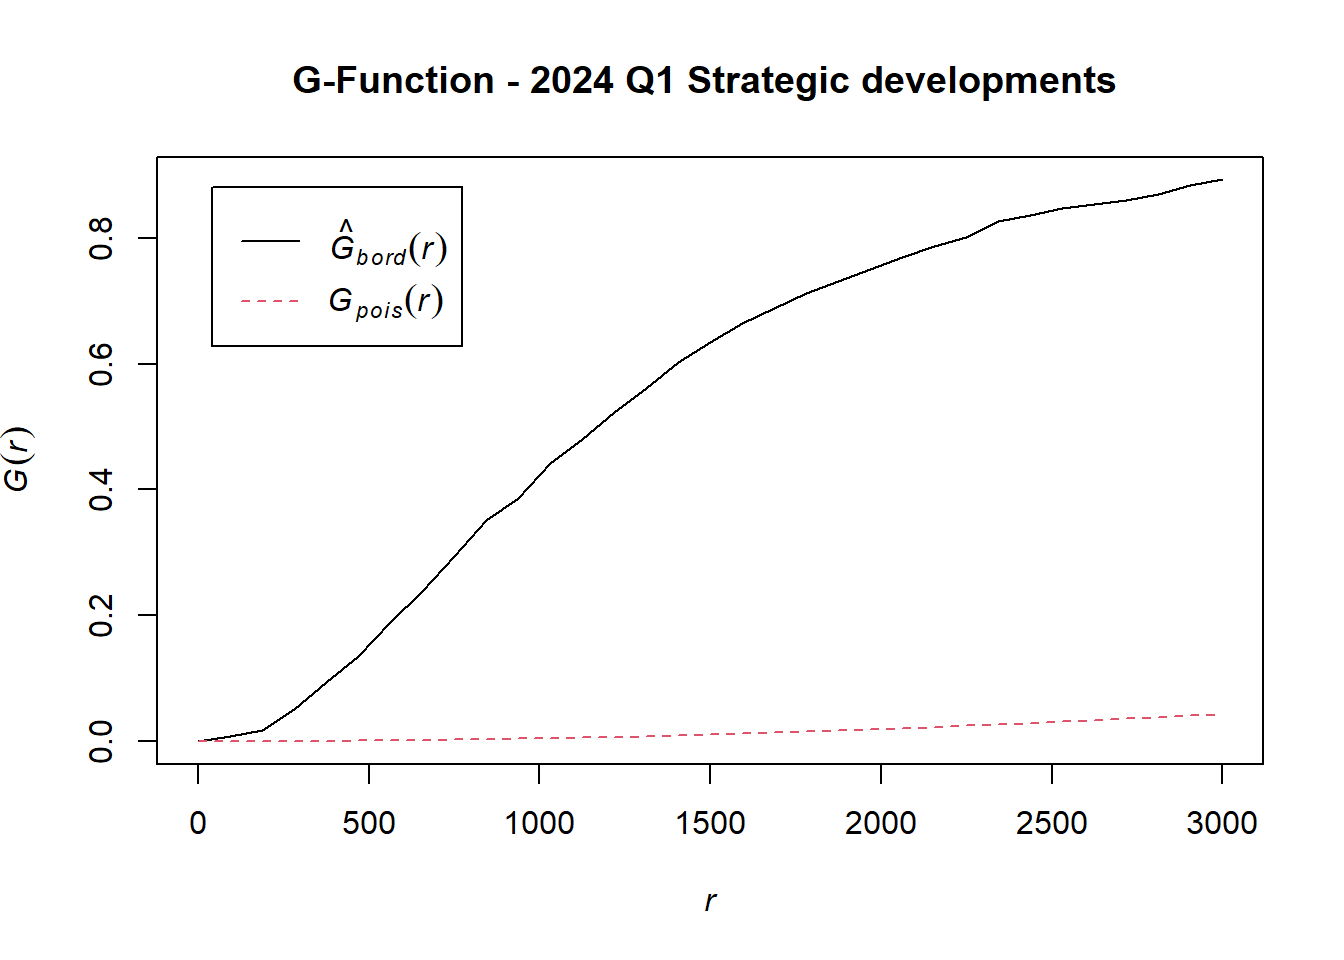 G-Function - 2024 Q1 Strategic developments
Ĝbord(r)
Gpois(r)
G(r)
0.8
0.6
0.4
0.2
0.0
0 500 1000 1500 2000 2500 3000
r